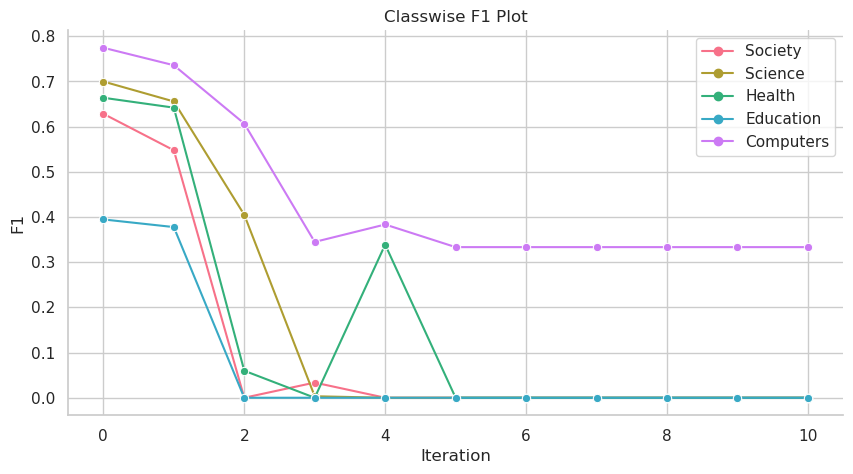 Classwise F1 Plot
0.8
0.7
0.6
0.5
0.4
0.3
0.2
0.1
0.0
F1
0 2 4 6 8 10
Iteration
Society
Science
Health
Education
Computers